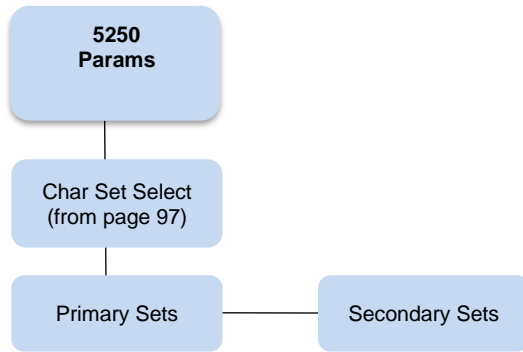 5250
Params
Char Set Select
(from page 97)
Primary Sets
Secondary Sets